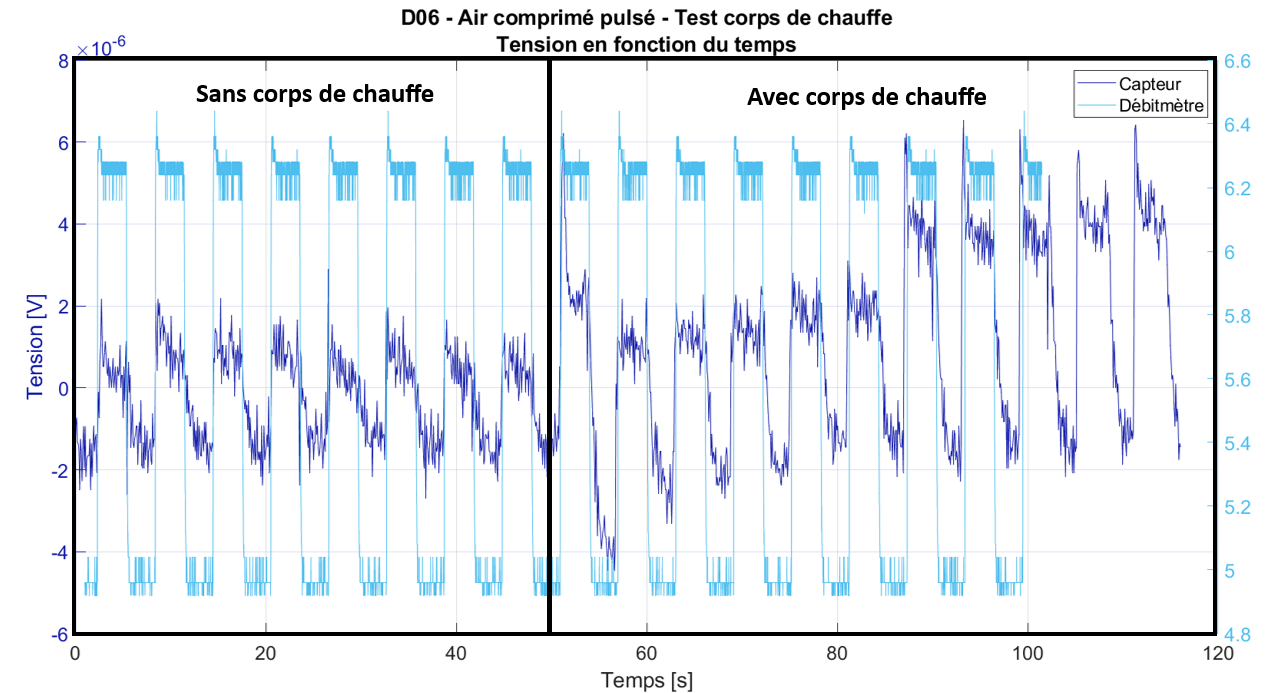 D06 - Air comprimé pulsé - Test corps de chauffe
Tension en fonction du temps
×10-6
Sans corps de chauffe
Avec corps de chauffe
Capteur
Débitmètre
Tension [V]
8
6
4
2
0
-2
-4
-6
6.6
6.4
6.2
6
5.8
5.6
5.4
5.2
5
4.8
0 20 40 60 80 100 120
Temps [s]